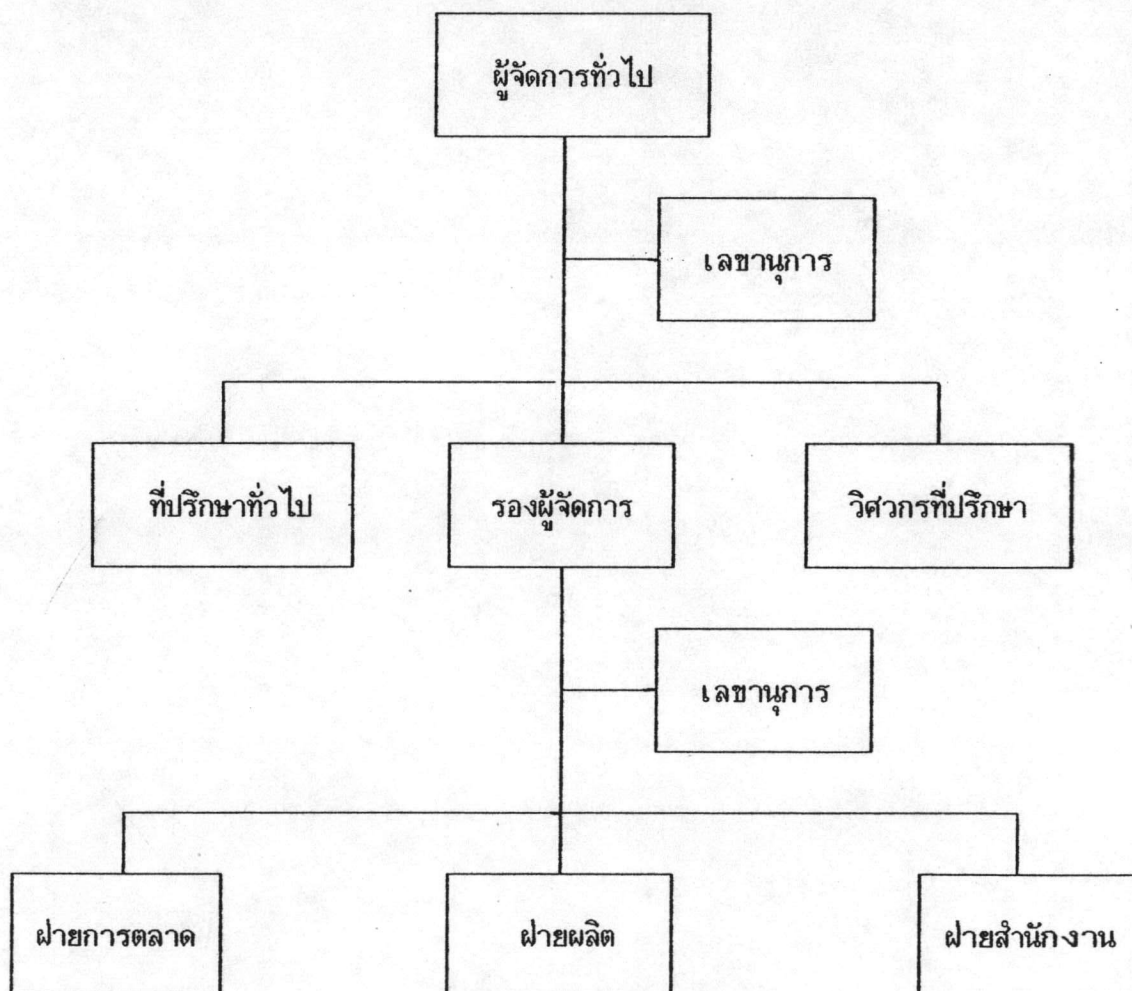 ผู้จัดการทั่วไป
เลขานุการ
ที่ปรึกษาทั่วไป
รองผู้จัดการ
วิศวกรที่ปรึกษา
เลขานุการ
ฝ่ายการตลาด
ฝ่ายผลิต
ฝ่ายสำนักงาน